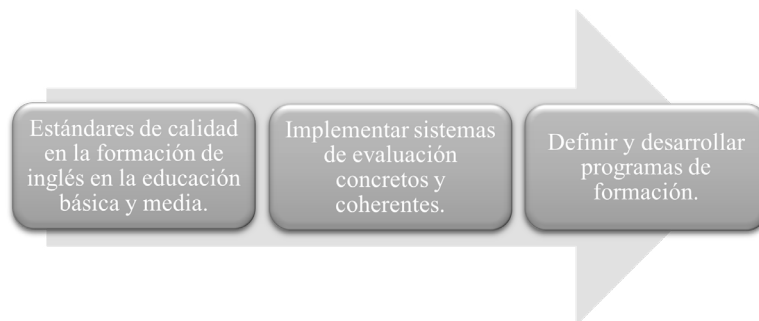 Estándares de calidad
en la formación de
inglés en la educación
básica y media.
Implementar sistemas
de evaluación
concretos y
coherentes.
Definir y desarrollar
programas de
formación.